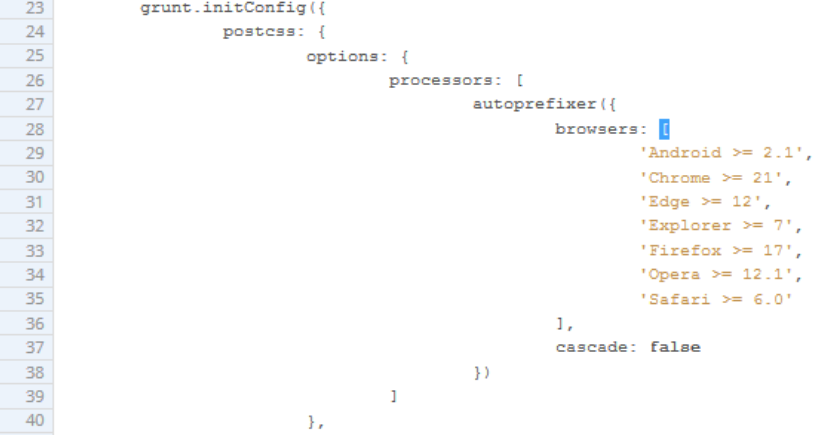 23 grunt.initConfig({
24 postcss: {
25 options: {
26 processors: [
27 autoprefixer({
28 browsers: [
29 'Android >= 2.1',
30 'Chrome >= 21',
31 'Edge >= 12',
32 'Explorer >= 7',
33 'Firefox >= 17',
34 'Opera >= 12.1',
35 'Safari >= 6.0'
36 ],
37 cascade: false
38 })
39 ]
40 },